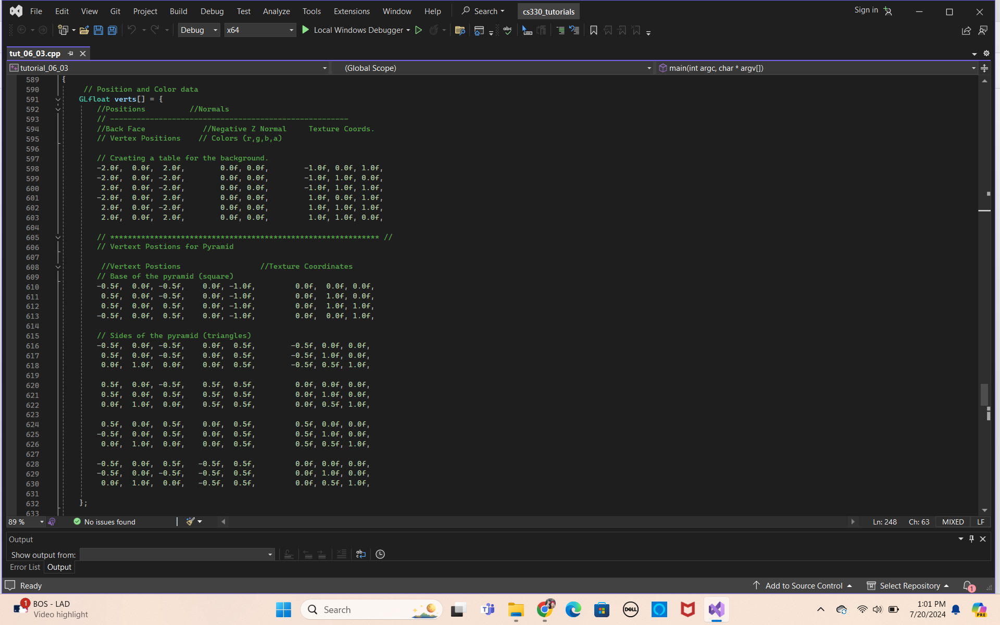 File Edit View Git Project Build Debug Test Analyze Tools Extensions Window Help Search cs330_tutorials Sign in
Debug x64 Local Windows Debugger
tut_06_03.cpp
tutorial_06_03 (Global Scope) main(int argc, char * argv[])
589 {
590 // Position and Color data
591 GLfloat verts[] = {
592 //Positions //Normals
593 // ------------------------------------------------------
594 //Back Face //Negative Z Normal Texture Coords.
595 // Vertex Positions // Colors (r,g,b,a)
596
597 // Craeting a table for the background.
598 -2.0f, 0.0f, 2.0f, 0.0f, 0.0f, -1.0f, 0.0f, 1.0f,
599 -2.0f, 0.0f, -2.0f, 0.0f, 0.0f, -1.0f, 1.0f, 0.0f,
600 2.0f, 0.0f, -2.0f, 0.0f, 0.0f, -1.0f, 1.0f, 1.0f,
601 -2.0f, 0.0f, 2.0f, 0.0f, 0.0f, 1.0f, 0.0f, 1.0f,
602 2.0f, 0.0f, -2.0f, 0.0f, 0.0f, 1.0f, 1.0f, 1.0f,
603 2.0f, 0.0f, 2.0f, 0.0f, 0.0f, 1.0f, 1.0f, 0.0f,
604
605 // ************************************************************* //
606 // Vertext Postions for Pyramid
607
608 //Vertext Postions //Texture Coordinates
609 // Base of the pyramid (square)
610 -0.5f, 0.0f, -0.5f, 0.0f, -1.0f, 0.0f, 0.0f, 0.0f,
611 0.5f, 0.0f, -0.5f, 0.0f, -1.0f, 0.0f, 1.0f, 0.0f,
612 0.5f, 0.0f, 0.5f, 0.0f, -1.0f, 0.0f, 1.0f, 1.0f,
613 -0.5f, 0.0f, 0.5f, 0.0f, -1.0f, 0.0f, 0.0f, 1.0f,
614
615 // Sides of the pyramid (triangles)
616 -0.5f, 0.0f, -0.5f, 0.0f, 0.5f, -0.5f, 0.0f, 0.0f,
617 0.5f, 0.0f, -0.5f, 0.0f, 0.5f, -0.5f, 1.0f, 0.0f,
618 0.0f, 1.0f, 0.0f, 0.0f, 0.5f, -0.5f, 0.5f, 1.0f,
619
620 0.5f, 0.0f, -0.5f, 0.5f, 0.5f, 0.0f, 0.0f, 0.0f,
621 0.5f, 0.0f, 0.5f, 0.5f, 0.5f, 0.0f, 1.0f, 0.0f,
622 0.0f, 1.0f, 0.0f, 0.5f, 0.5f, 0.0f, 0.5f, 1.0f,
623
624 0.5f, 0.0f, 0.5f, 0.0f, 0.5f, 0.5f, 0.0f, 0.0f,
625 -0.5f, 0.0f, 0.5f, 0.0f, 0.5f, 0.5f, 1.0f, 0.0f,
626 0.0f, 1.0f, 0.0f, 0.0f, 0.5f, 0.5f, 0.5f, 1.0f,
627
628 -0.5f, 0.0f, 0.5f, -0.5f, 0.5f, 0.0f, 0.0f, 0.0f,
629 -0.5f, 0.0f, -0.5f, -0.5f, 0.5f, 0.0f, 1.0f, 0.0f,
630 0.0f, 1.0f, 0.0f, -0.5f, 0.5f, 0.0f, 0.5f, 1.0f,
631
632 };
633
89 % No issues found Ln: 248 Ch: 63 MIXED LF
Output
Show output from:
Error List Output
Ready Add to Source Control Select Repository 1
1 BOS - LAD
Video highlight
Search
DELL
PRE
1:01 PM
7/20/2024